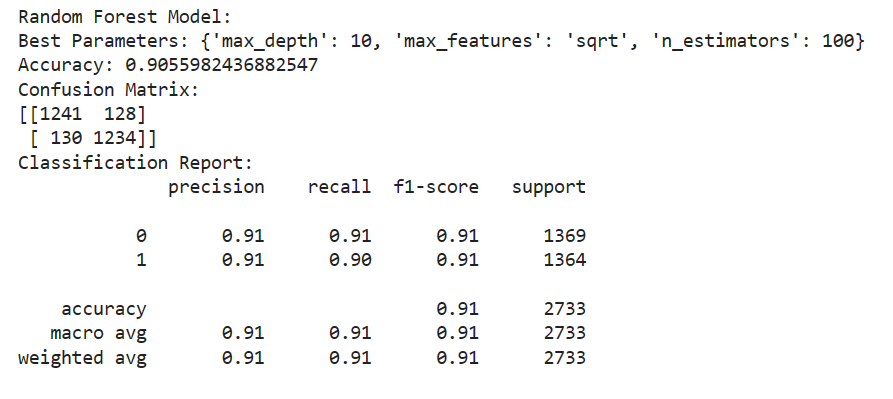 Random Forest Model:
Best Parameters: {'max_depth': 10, 'max_features': 'sqrt', 'n_estimators': 100}
Accuracy: 0.9055982436882547
Confusion Matrix:
[[1241  128]
 [ 130 1234]]
Classification Report:
              precision    recall  f1-score   support

           0       0.91      0.91      0.91      1369
           1       0.91      0.90      0.91      1364

    accuracy                           0.91      2733
   macro avg       0.91      0.91      0.91      2733
weighted avg       0.91      0.91      0.91      2733